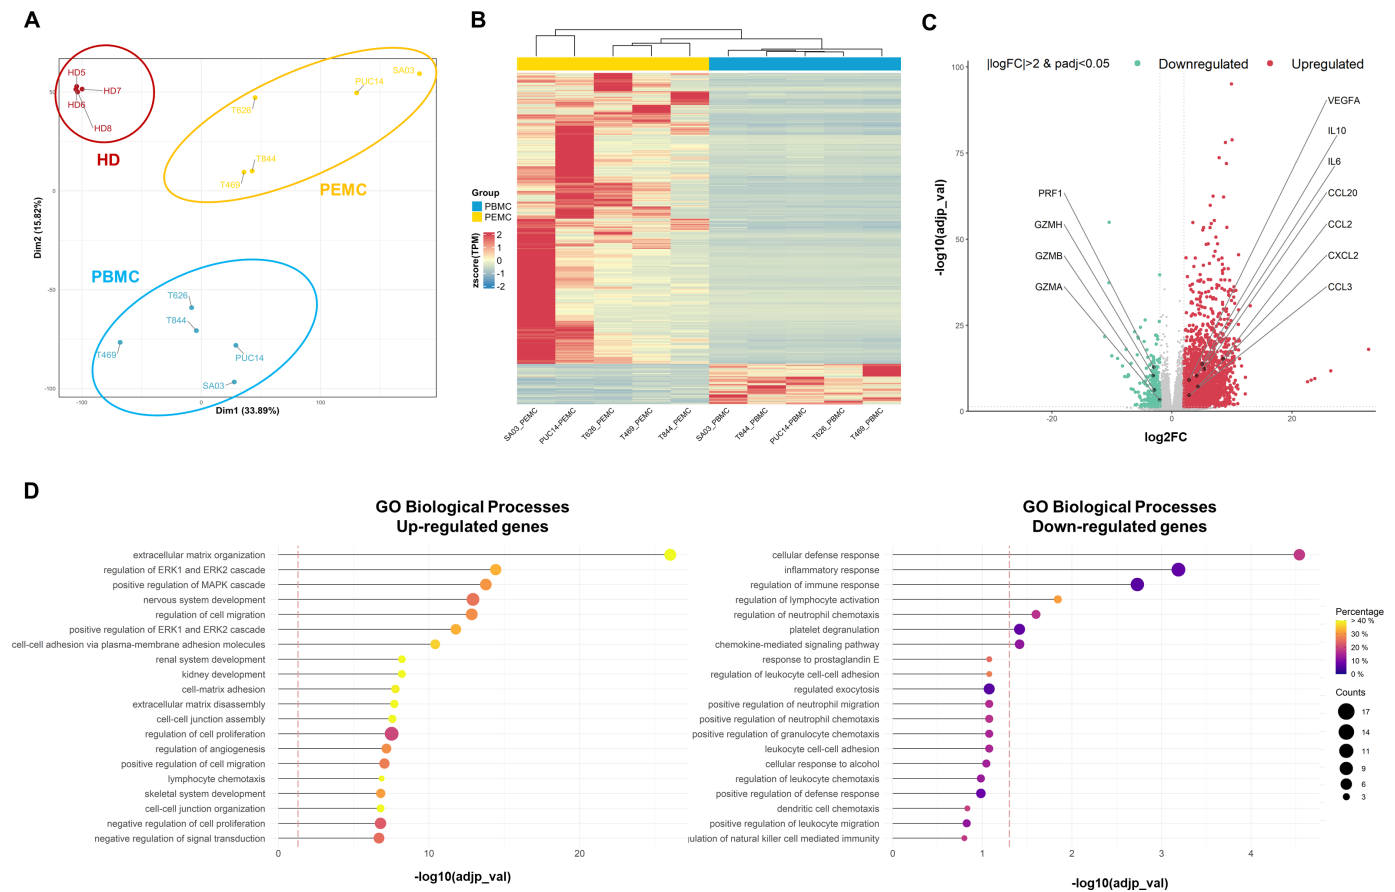 A
HD5
HD7
HD6
HD8
HD
SA03
PUC14
T626
T844
T469
PEMC
PBMC
T626
T844
T469
PUC14
SA03
50
0
-50
-100
-100
0
100
Dim1 (33.89%)
Dim2 (15.82%)
B
Group
PBMC
PEMC
zscore(TPM)
2
1
0
-1
-2
SA03_PEMC
PUC14-PEMC
T626_PEMC
T469_PEMC
T844_PEMC
SA03_PBMC
T844_PBMC
PUC14-PBMC
T626_PBMC
T469_PBMC
C
|logFC|>2 & padj<0.05
Downregulated
Upregulated
100
75
50
25
0
-20
0
20
log2FC
-log10(adjp_val)
PRF1
GZMH
GZMB
GZMA
VEGFA
IL10
IL6
CCL20
CCL2
CXCL2
CCL3
D
GO Biological Processes
Up-regulated genes
extracellular matrix organization
regulation of ERK1 and ERK2 cascade
positive regulation of MAPK cascade
nervous system development
regulation of cell migration
positive regulation of ERK1 and ERK2 cascade
cell-cell adhesion via plasma-membrane adhesion molecules
renal system development
kidney development
cell-matrix adhesion
extracellular matrix disassembly
cell-cell junction assembly
regulation of cell proliferation
regulation of angiogenesis
positive regulation of cell migration
lymphocyte chemotaxis
skeletal system development
cell-cell junction organization
negative regulation of cell proliferation
negative regulation of signal transduction
0
10
20
-log10(adjp_val)
GO Biological Processes
Down-regulated genes
cellular defense response
inflammatory response
regulation of immune response
regulation of lymphocyte activation
regulation of neutrophil chemotaxis
platelet degranulation
chemokine-mediated signaling pathway
response to prostaglandin E
regulation of leukocyte cell-cell adhesion
regulated exocytosis
positive regulation of neutrophil migration
positive regulation of neutrophil chemotaxis
positive regulation of granulocyte chemotaxis
leukocyte cell-cell adhesion
cellular response to alcohol
regulation of leukocyte chemotaxis
positive regulation of defense response
dendritic cell chemotaxis
positive regulation of leukocyte migration
ulation of natural killer cell mediated immunity
0
1
2
3
4
-log10(adjp_val)
Percentage
> 40 %
30 %
20 %
10 %
0 %
Counts
17
14
11
9
6
3